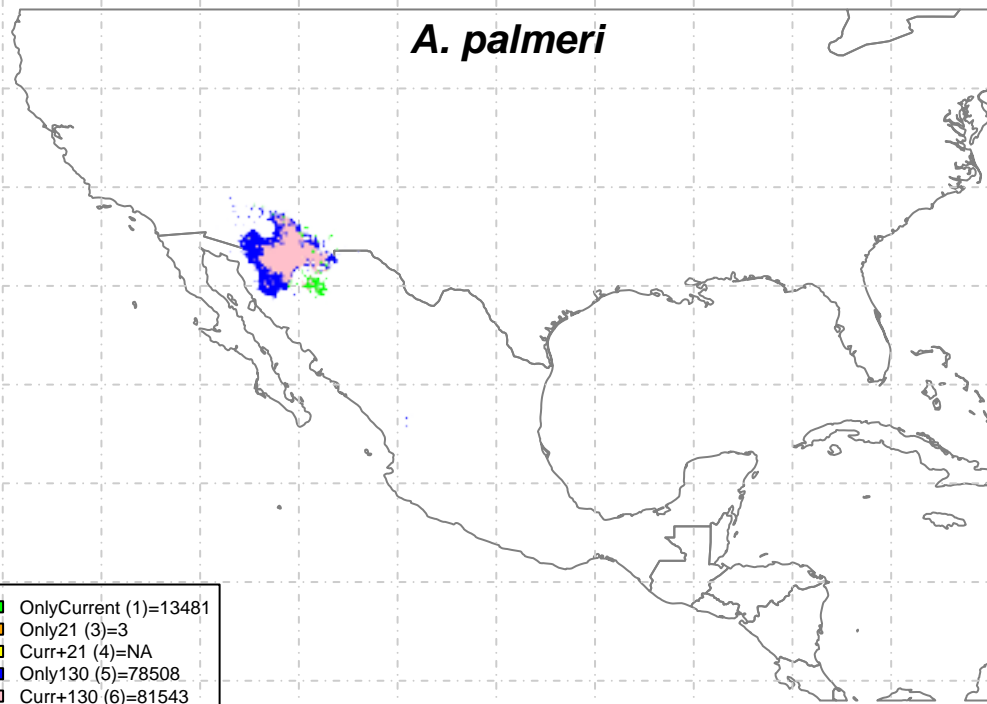 A. palmeri
OnlyCurrent (1)=13481
Only21 (3)=3
Curr+21 (4)=NA
Only130 (5)=78508
Curr+130 (6)=81543